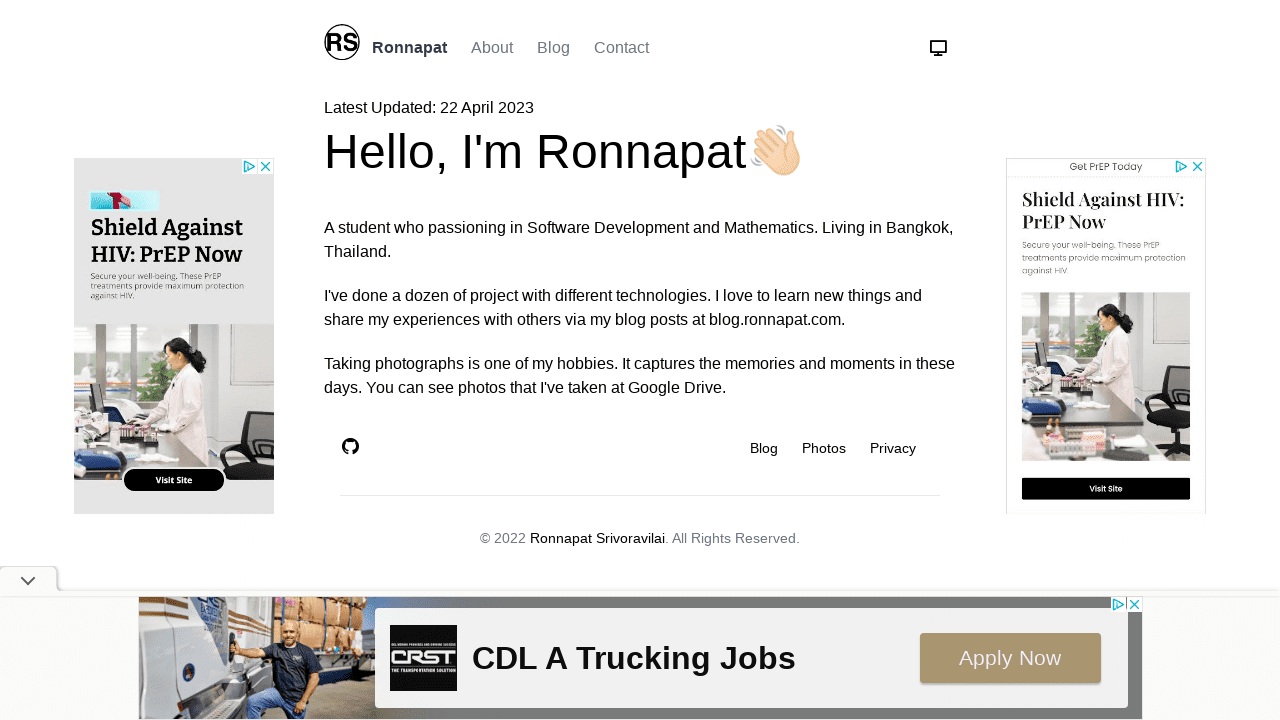 RS Ronnapat About Blog Contact
Latest Updated: 22 April 2023
Hello, I'm Ronnapat👋🏻
A student who passioning in Software Development and Mathematics. Living in Bangkok,
Thailand.
I've done a dozen of project with different technologies. I love to learn new things and
share my experiences with others via my blog posts at blog.ronnapat.com.
Taking photographs is one of my hobbies. It captures the memories and moments in these
days. You can see photos that I've taken at Google Drive.
Blog Photos Privacy
© 2022 Ronnapat Srivoravilai. All Rights Reserved.
Shield Against
HIV: PrEP Now
Secure your well-being. These PrEP
treatments provide maximum protection
against HIV.
Visit Site
Get PrEP Today
Shield Against HIV:
PrEP Now
Secure your well-being. These PrEP
treatments provide maximum protection
against HIV.
Visit Site
CRST
THE TRANSPORTATION SOLUTION
CDL A Trucking Jobs
Apply Now